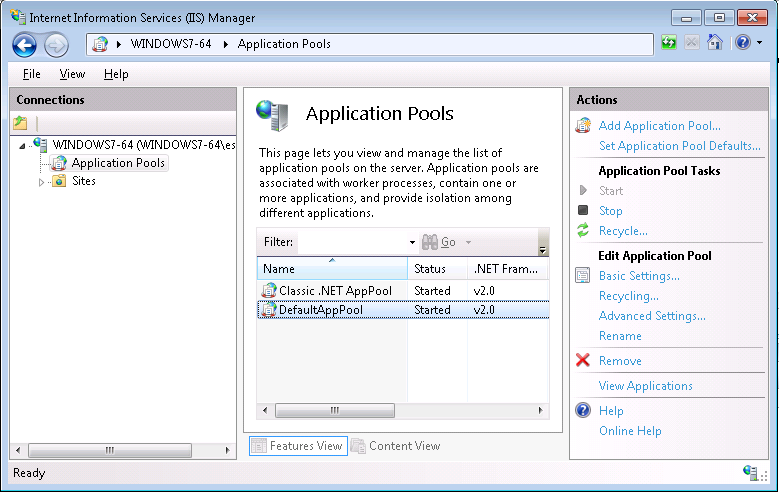 Internet Information Services (IIS) Manager
WINDOWS7-64 Application Pools
File View Help
Connections
WINDOWS7-64 (WINDOWS7-64\es
Application Pools
Sites
Application Pools
This page lets you view and manage the list of
application pools on the server. Application pools are
associated with worker processes, contain one or
more applications, and provide isolation among
different applications.
Filter: Go
Name Status .NET Fram...
Classic .NET AppPool Started v2.0
DefaultAppPool Started v2.0
Features View Content View
Actions
Add Application Pool...
Set Application Pool Defaults...
Application Pool Tasks
Start
Stop
Recycle...
Edit Application Pool
Basic Settings...
Recycling...
Advanced Settings...
Rename
Remove
View Applications
Help
Online Help
Ready